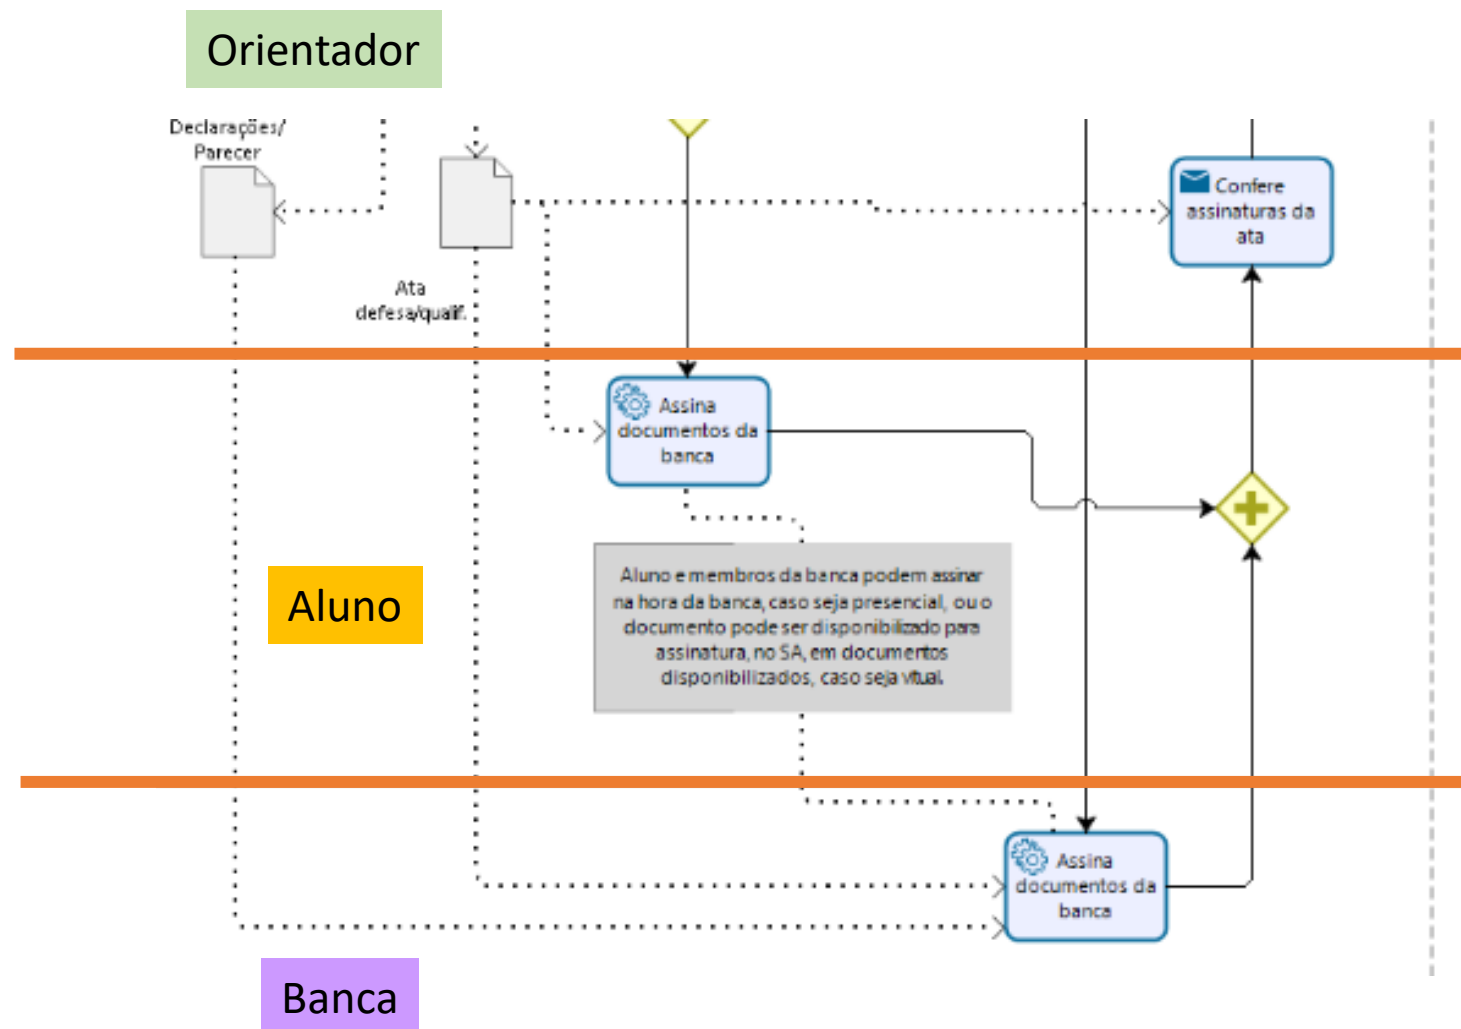 Orientador
Declarações/
Parecer
Ata
defesa/qualif.
Confere
assinaturas da
ata
Assina
documentos da
banca
Aluno
Aluno e membros da banca podem assinar
na hora da banca, caso seja presencial, ou o
documento pode ser disponibilizado para
assinatura, no SA, em documentos
disponibilizados, caso seja vitual.
Assina
documentos da
banca
Banca